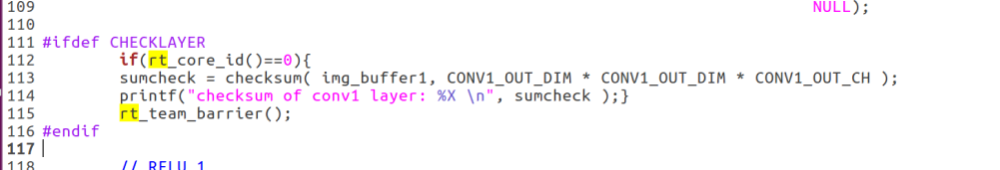 109 NULL);
110
111 #ifdef CHECKLAYER
112 if(rt_core_id()==0){
113 sumcheck = checksum( img_buffer1, CONV1_OUT_DIM * CONV1_OUT_DIM * CONV1_OUT_CH );
114 printf("checksum of conv1 layer: %X \n", sumcheck );}
115 rt_team_barrier();
116 #endif
117
118 // RELU 1